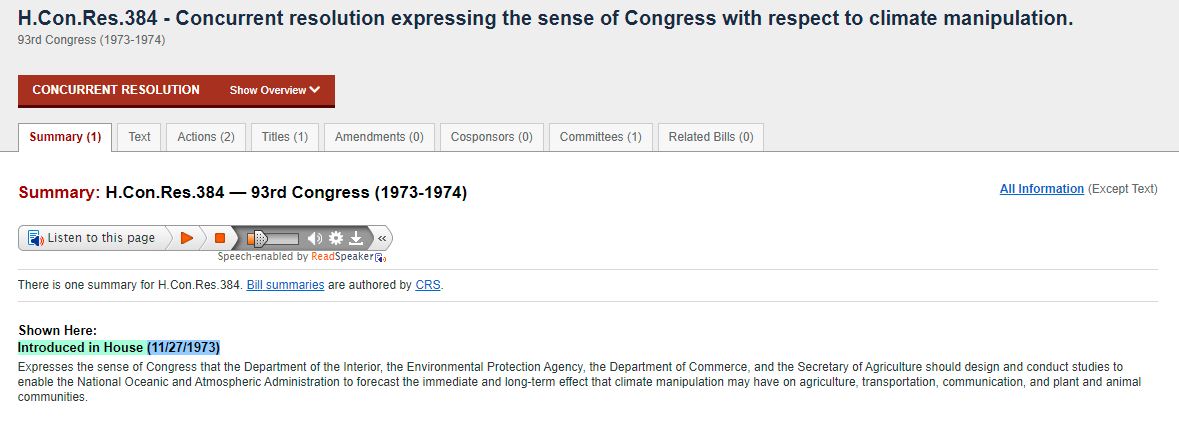 H.Con.Res.384 - Concurrent resolution expressing the sense of Congress with respect to climate manipulation.
93rd Congress (1973-1974)
CONCURRENT RESOLUTION Show Overview
Summary (1) Text Actions (2) Titles (1) Amendments (0) Cosponsors (0) Committees (1) Related Bills (0)
Summary: H.Con.Res.384 — 93rd Congress (1973-1974) All Information (Except Text)
Listen to this page
Speech-enabled by ReadSpeaker
There is one summary for H.Con.Res.384. Bill summaries are authored by CRS.
Shown Here:
Introduced in House (11/27/1973)
Expresses the sense of Congress that the Department of the Interior, the Environmental Protection Agency, the Department of Commerce, and the Secretary of Agriculture should design and conduct studies to
enable the National Oceanic and Atmospheric Administration to forecast the immediate and long-term effect that climate manipulation may have on agriculture, transportation, communication, and plant and animal
communities.